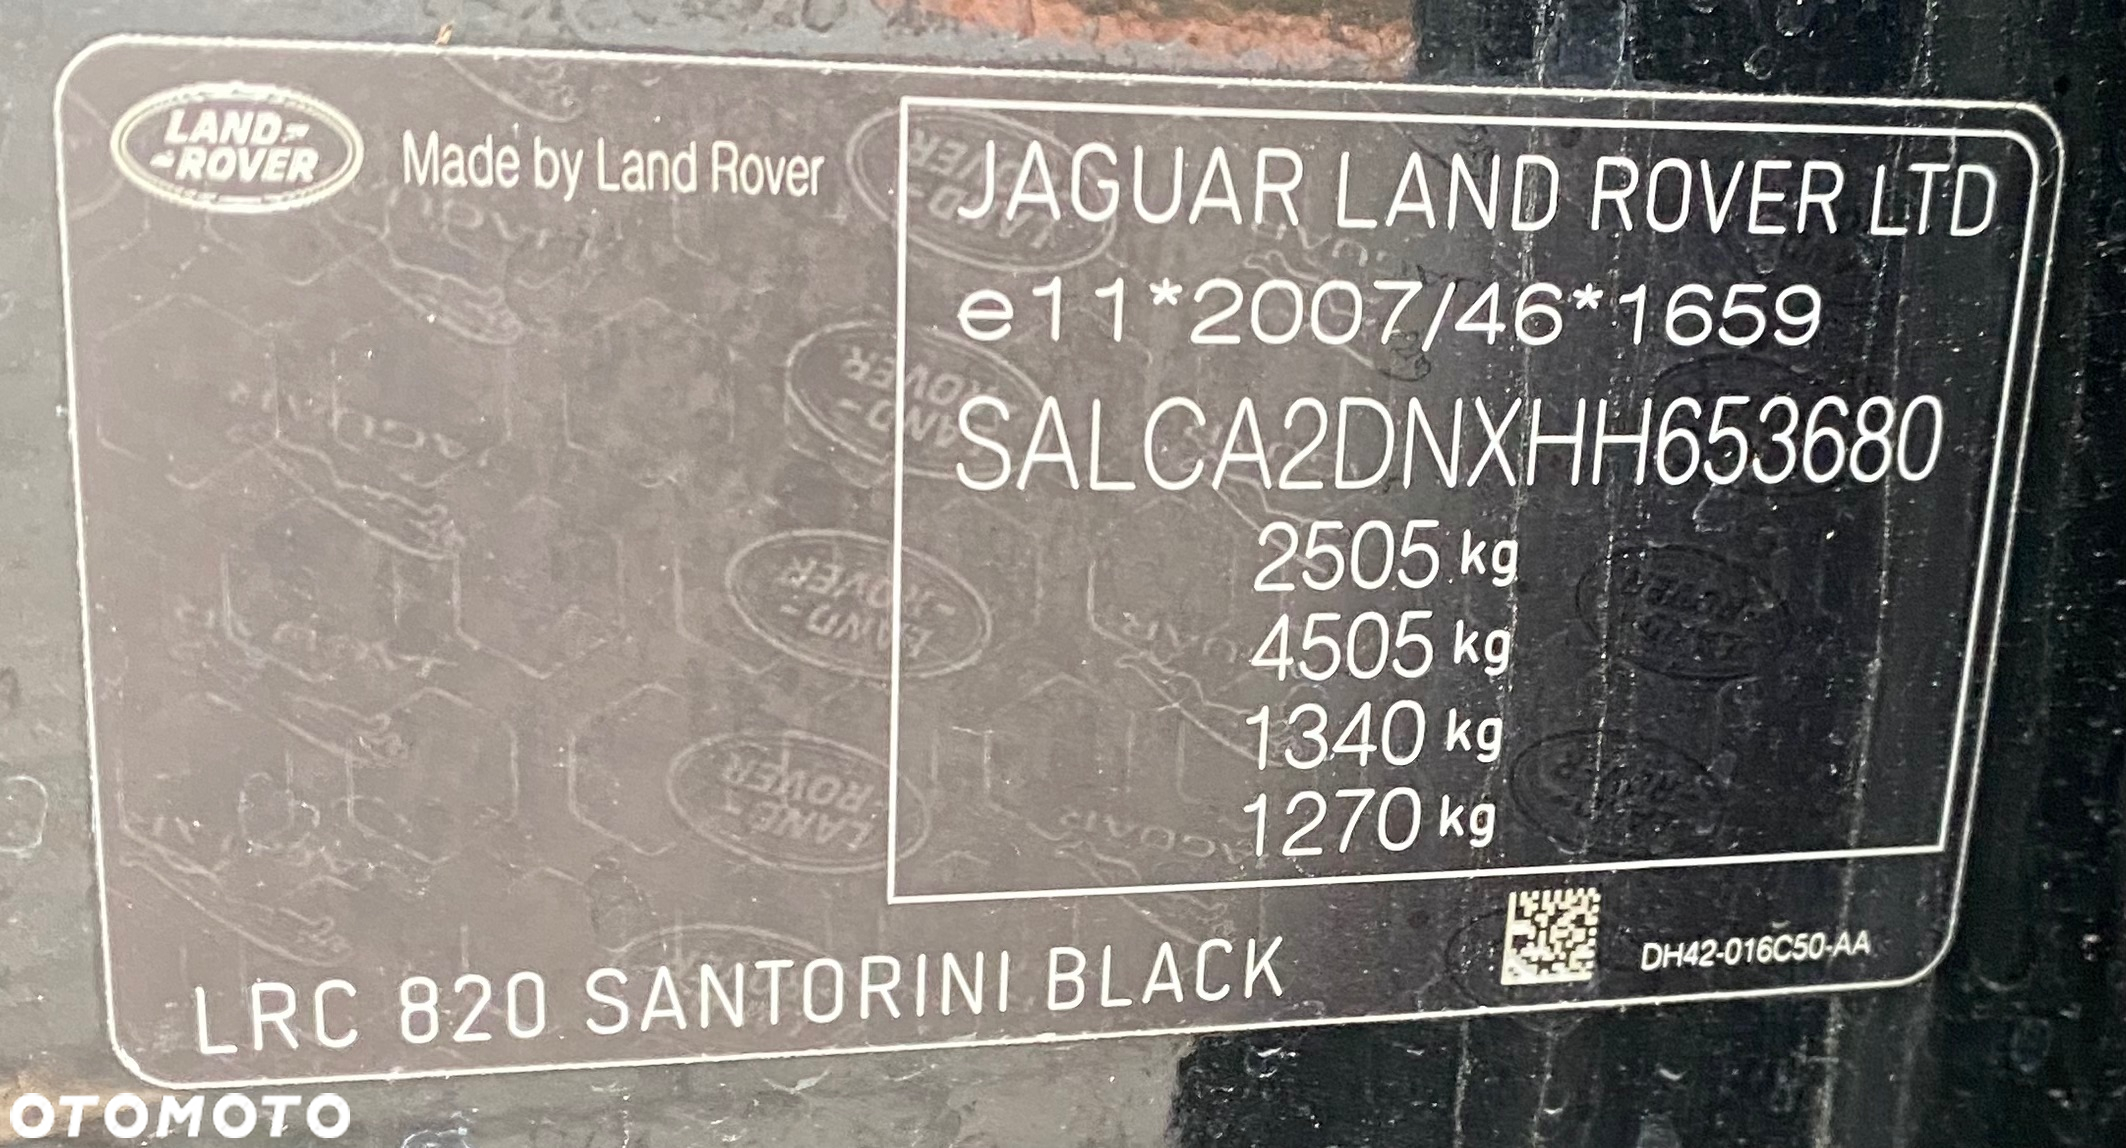 LAND
ROVER
Made by Land Rover
JAGUAR LAND ROVER LTD
e11*2007/46*1659
SALCA2DNXHH653680
2505 kg
4505 kg
1340 kg
1270 kg
LRC 820 SANTORINI BLACK
DH42-016C50-AA
OTOMOTO